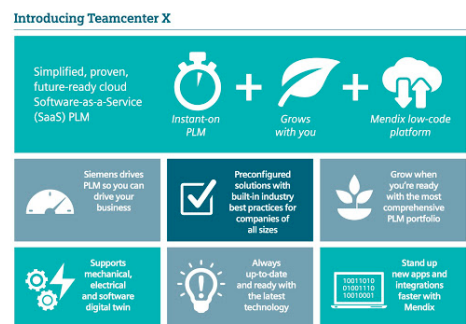 Introducing Teamcenter X
Simplified, proven,
future-ready cloud
Software-as-a-Service
(SaaS) PLM
Instant-on
PLM
+
Grows
with you
+
Mendix low-code
platform
Siemens drives
PLM so you can
drive your
business
Preconfigured
solutions with
built-in industry
best practices for
companies of
all sizes
Grow when
you're ready
with the most
comprehensive
PLM portfolio
Supports
mechanical,
electrical
and software
digital twin
Always
up-to-date
and ready with
the latest
technology
10011010
01001110
10010001
Stand up
new apps and
integrations
faster with
Mendix